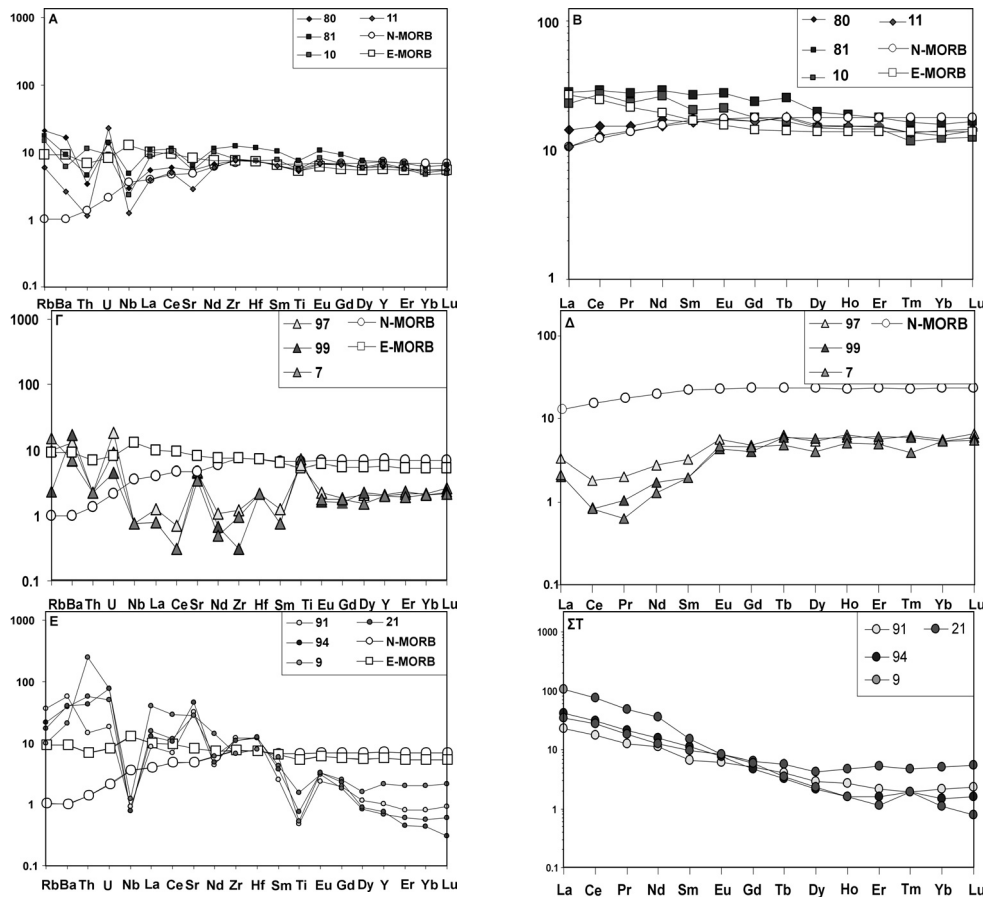 A
1000
100
10
1
0.1
80
11
81
N-MORB
10
E-MORB
Rb Ba Th U Nb La Ce Sr Nd Zr Hf Sm Ti Eu Gd Dy Y Er Yb Lu
B
100
10
1
80
11
81
N-MORB
10
E-MORB
La Ce Pr Nd Sm Eu Gd Tb Dy Ho Er Tm Yb Lu
Γ
1000
100
10
1
0.1
97
N-MORB
99
E-MORB
7
Rb Ba Th U Nb La Ce Sr Nd Zr Hf Sm Ti Eu Gd Dy Y Er Yb Lu
Δ
100
10
1
0.1
97
N-MORB
99
7
La Ce Pr Nd Sm Eu Gd Tb Dy Ho Er Tm Yb Lu
E
1000
100
10
1
0.1
91
21
94
N-MORB
9
E-MORB
Rb Ba Th U Nb La Ce Sr Nd Zr Hf Sm Ti Eu Gd Dy Y Er Yb Lu
ΣΤ
1000
100
10
1
0.1
91
21
94
9
La Ce Pr Nd Sm Eu Gd Tb Dy Ho Er Tm Yb Lu